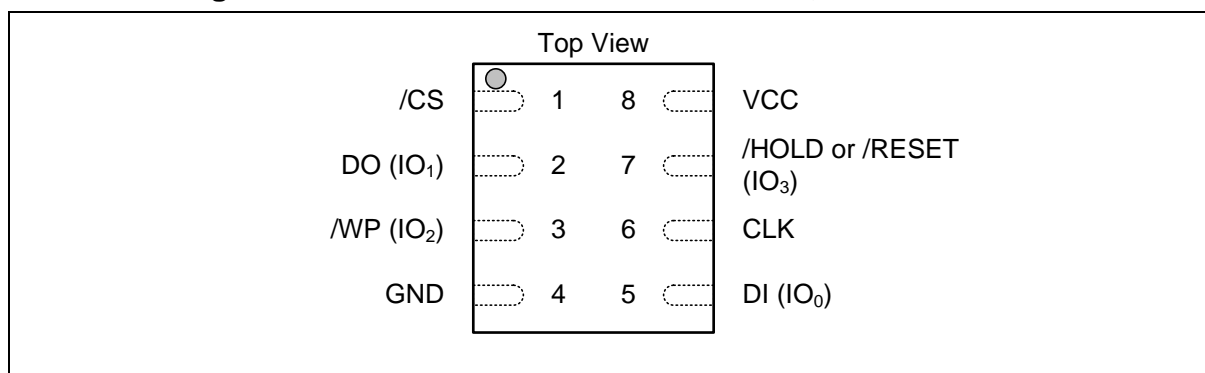 Top View
/CS 1 8 VCC
DO (IO₁) 2 7 /HOLD or /RESET
(IO₃)
/WP (IO₂) 3 6 CLK
GND 4 5 DI (IO₀)